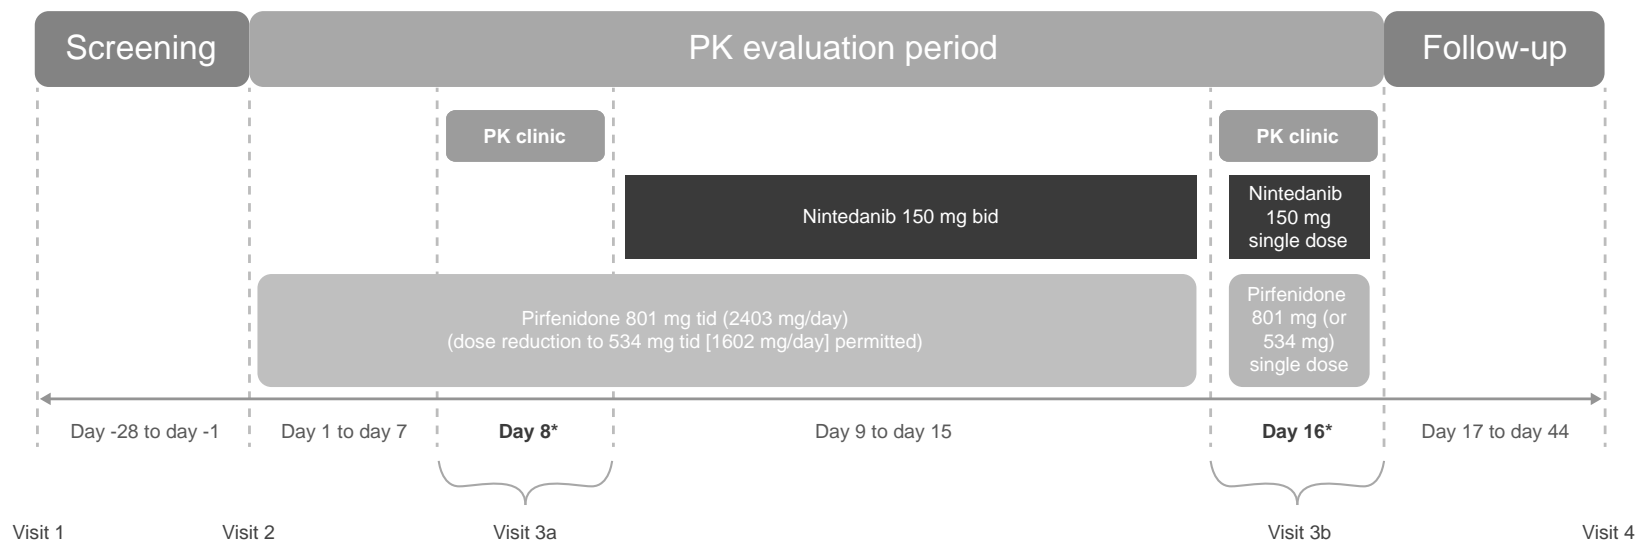 Screening
PK evaluation period
Follow-up
PK clinic
PK clinic
Nintedanib 150 mg bid
Nintedanib
150 mg
single dose
Pirfenidone 801 mg tid (2403 mg/day)
(dose reduction to 534 mg tid [1602 mg/day] permitted)
Pirfenidone
801 mg (or
534 mg)
single dose
Day -28 to day -1
Day 1 to day 7
Day 8*
Day 9 to day 15
Day 16*
Day 17 to day 44
Visit 1
Visit 2
Visit 3a
Visit 3b
Visit 4